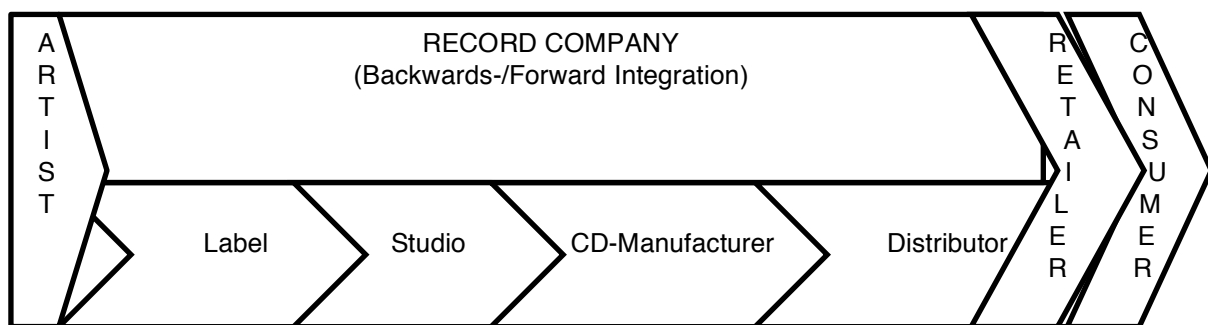 ARTIST
RECORD COMPANY
(Backwards-/Forward Integration)
Label
Studio
CD-Manufacturer
Distributor
RETAILER
CONSUMER